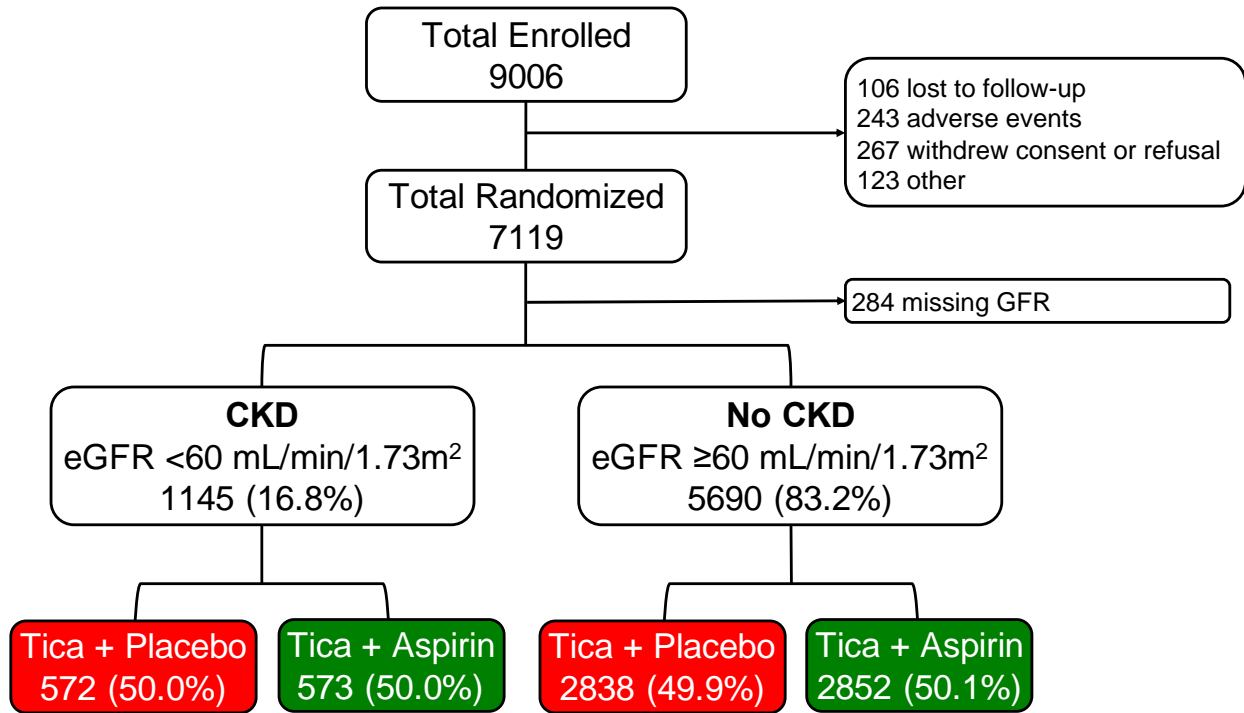 Total Enrolled
9006
106 lost to follow-up
243 adverse events
267 withdrew consent or refusal
123 other
Total Randomized
7119
284 missing GFR
CKD
eGFR <60 mL/min/1.73m²
1145 (16.8%)
No CKD
eGFR ≥60 mL/min/1.73m²
5690 (83.2%)
Tica + Placebo
572 (50.0%)
Tica + Aspirin
573 (50.0%)
Tica + Placebo
2838 (49.9%)
Tica + Aspirin
2852 (50.1%)